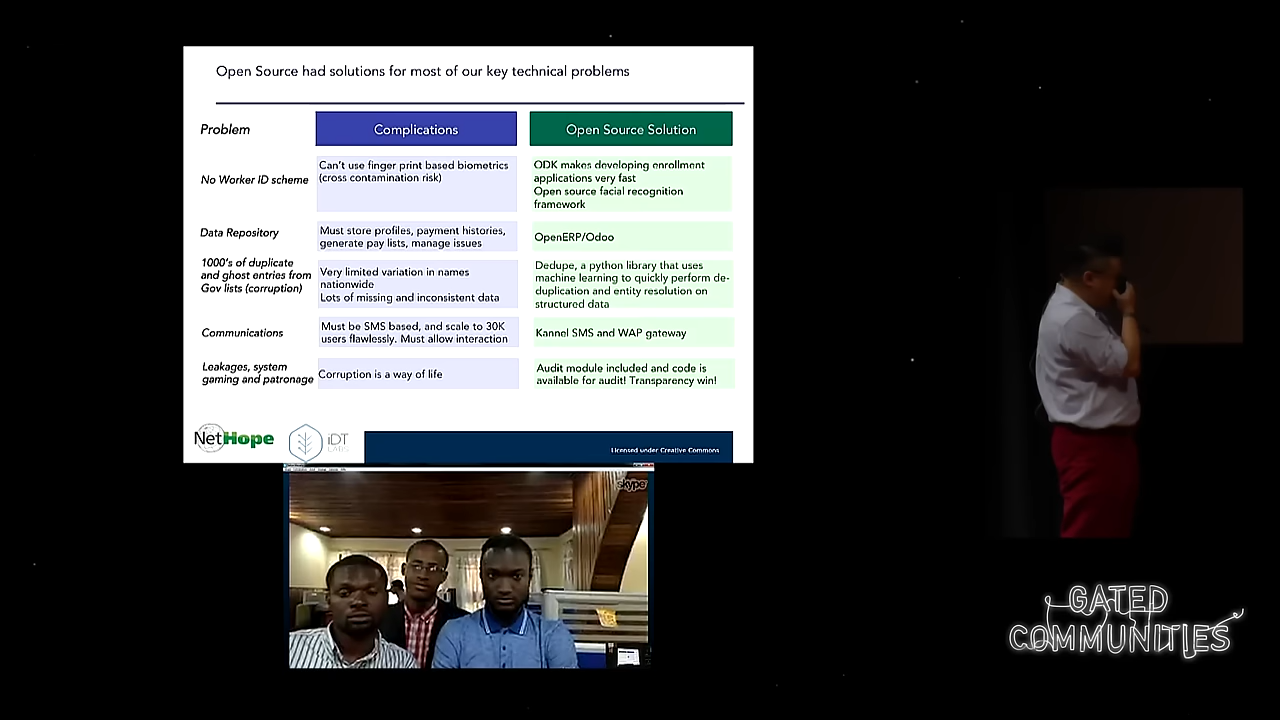 Open Source had solutions for most of our key technical problems
Problem
Complications
Open Source Solution
No Worker ID scheme
Can't use finger print based biometrics
(cross contamination risk)
ODK makes developing enrollment
applications very fast
Open source facial recognition
framework
Data Repository
Must store profiles, payment histories,
generate pay lists, manage issues
OpenERP/Odoo
1000's of duplicate
and ghost entries from
Gov lists (corruption)
Very limited variation in names
nationwide
Lots of missing and inconsistent data
Dedupe, a python library that uses
machine learning to quickly perform de-
duplication and entity resolution on
structured data
Communications
Must be SMS based, and scale to 30K
users flawlessly. Must allow interaction
Kannel SMS and WAP gateway
Leakages, system
gaming and patronage
Corruption is a way of life
Audit module included and code is
available for audit! Transparency win!
NetHope
iDT
LABS
Licensed under Creative Commons
skype
GATED
COMMUNITIES